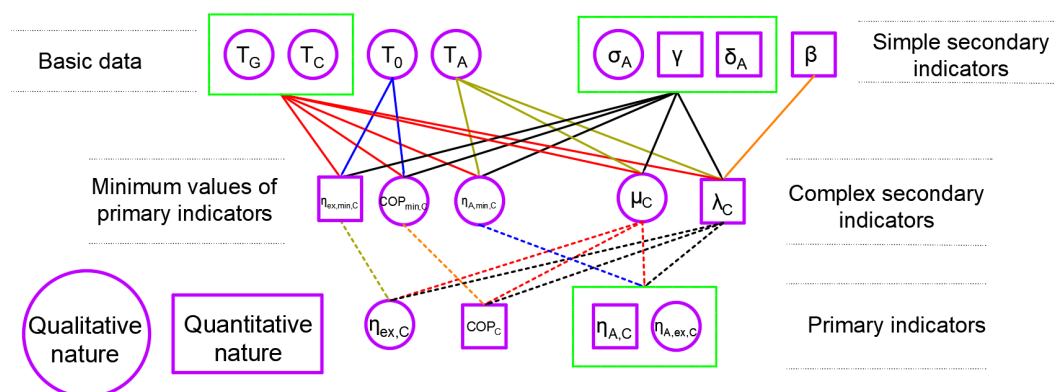 Basic data
T_G T_C T_0 T_A σ_A γ δ_A β
Simple secondary
indicators
Minimum values of
primary indicators
η_ex,min,C COP_min,C η_A,min,C μ_C λ_C
Complex secondary
indicators
Qualitative
nature
Quantitative
nature
η_ex,C COP_C η_A,C η_A,ex,C
Primary indicators